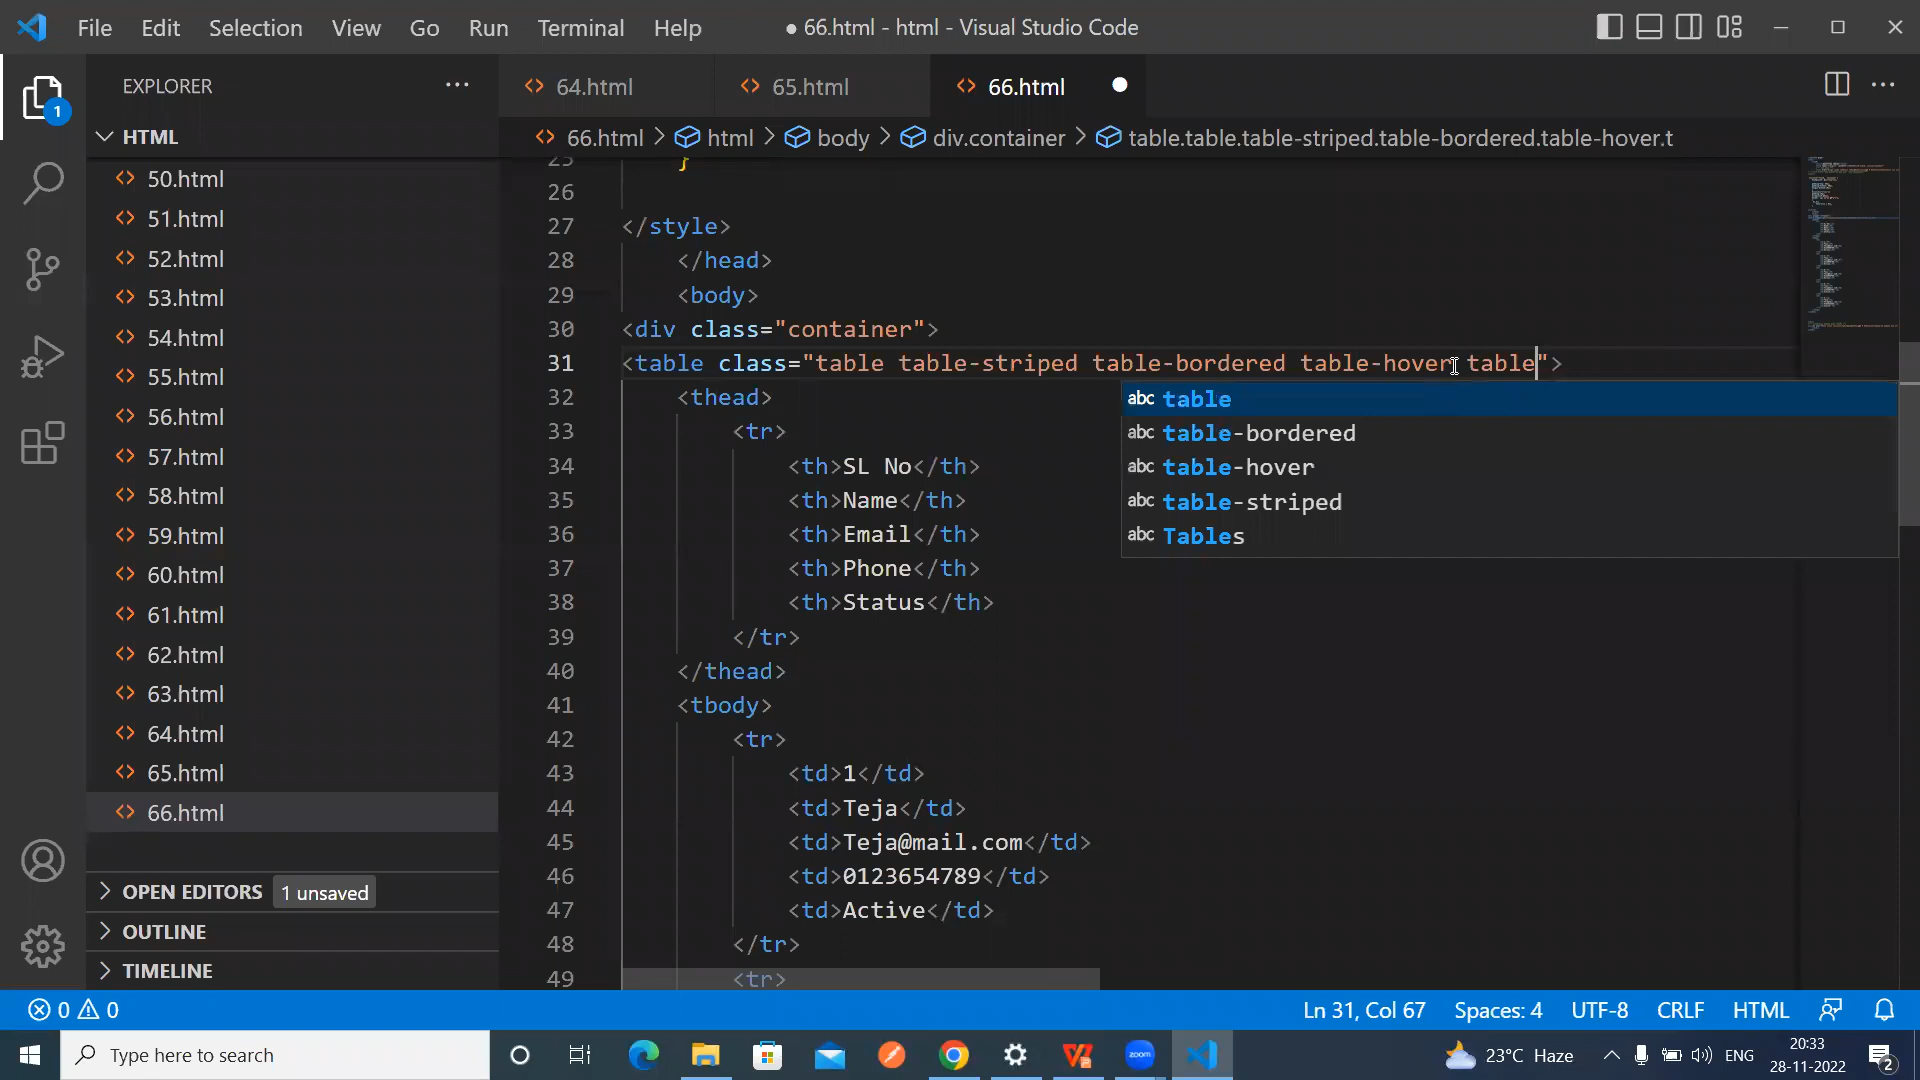 File Edit Selection View Go Run Terminal Help ● 66.html - html - Visual Studio Code
EXPLORER
64.html
65.html
66.html
HTML
66.html > html > body > div.container > table.table.table-striped.table-bordered.table-hover.t
50.html
51.html
52.html
53.html
54.html
55.html
56.html
57.html
58.html
59.html
60.html
61.html
62.html
63.html
64.html
65.html
66.html
OPEN EDITORS 1 unsaved
OUTLINE
TIMELINE
1
25 }
26
27 </style>
28 </head>
29 <body>
30 <div class="container">
31 <table class="table table-striped table-bordered table-hover table">
32 <thead>
33 <tr>
34 <th>SL No</th>
35 <th>Name</th>
36 <th>Email</th>
37 <th>Phone</th>
38 <th>Status</th>
39 </tr>
40 </thead>
41 <tbody>
42 <tr>
43 <td>1</td>
44 <td>Teja</td>
45 <td>Teja@mail.com</td>
46 <td>0123654789</td>
47 <td>Active</td>
48 </tr>
49 <tr>
abc table
abc table-bordered
abc table-hover
abc table-striped
abc Tables
0 0 Ln 31, Col 67 Spaces: 4 UTF-8 CRLF HTML
Type here to search
zoom
23°C Haze
ENG
20:33
28-11-2022
2